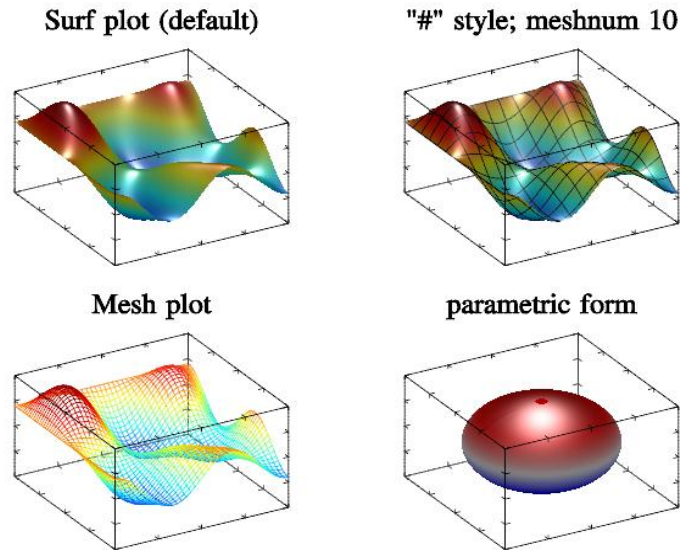 Surf plot (default)
"#" style; meshnum 10
Mesh plot
parametric form